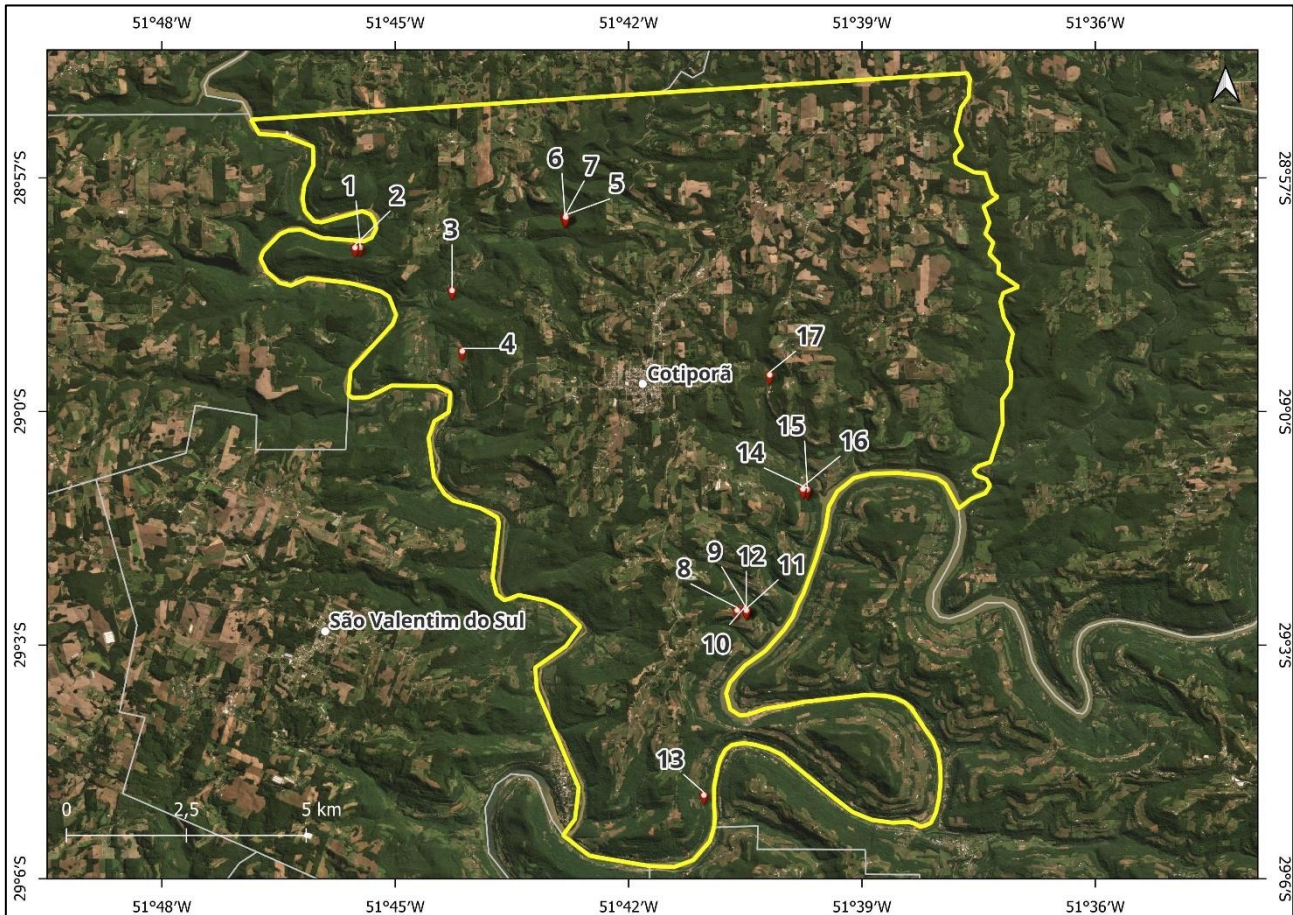 51°48'W 51°45'W 51°42'W 51°39'W 51°36'W
28°57'S 28°57'S
6 7 5
1 2
3
4
17
Cotiporã
29°0'S 29°0'S
15
14 16
9 12 11
8
10
São Valentim do Sul
29°3'S 29°3'S
13
0 2,5 5 km
29°6'S 29°6'S
51°48'W 51°45'W 51°42'W 51°39'W 51°36'W